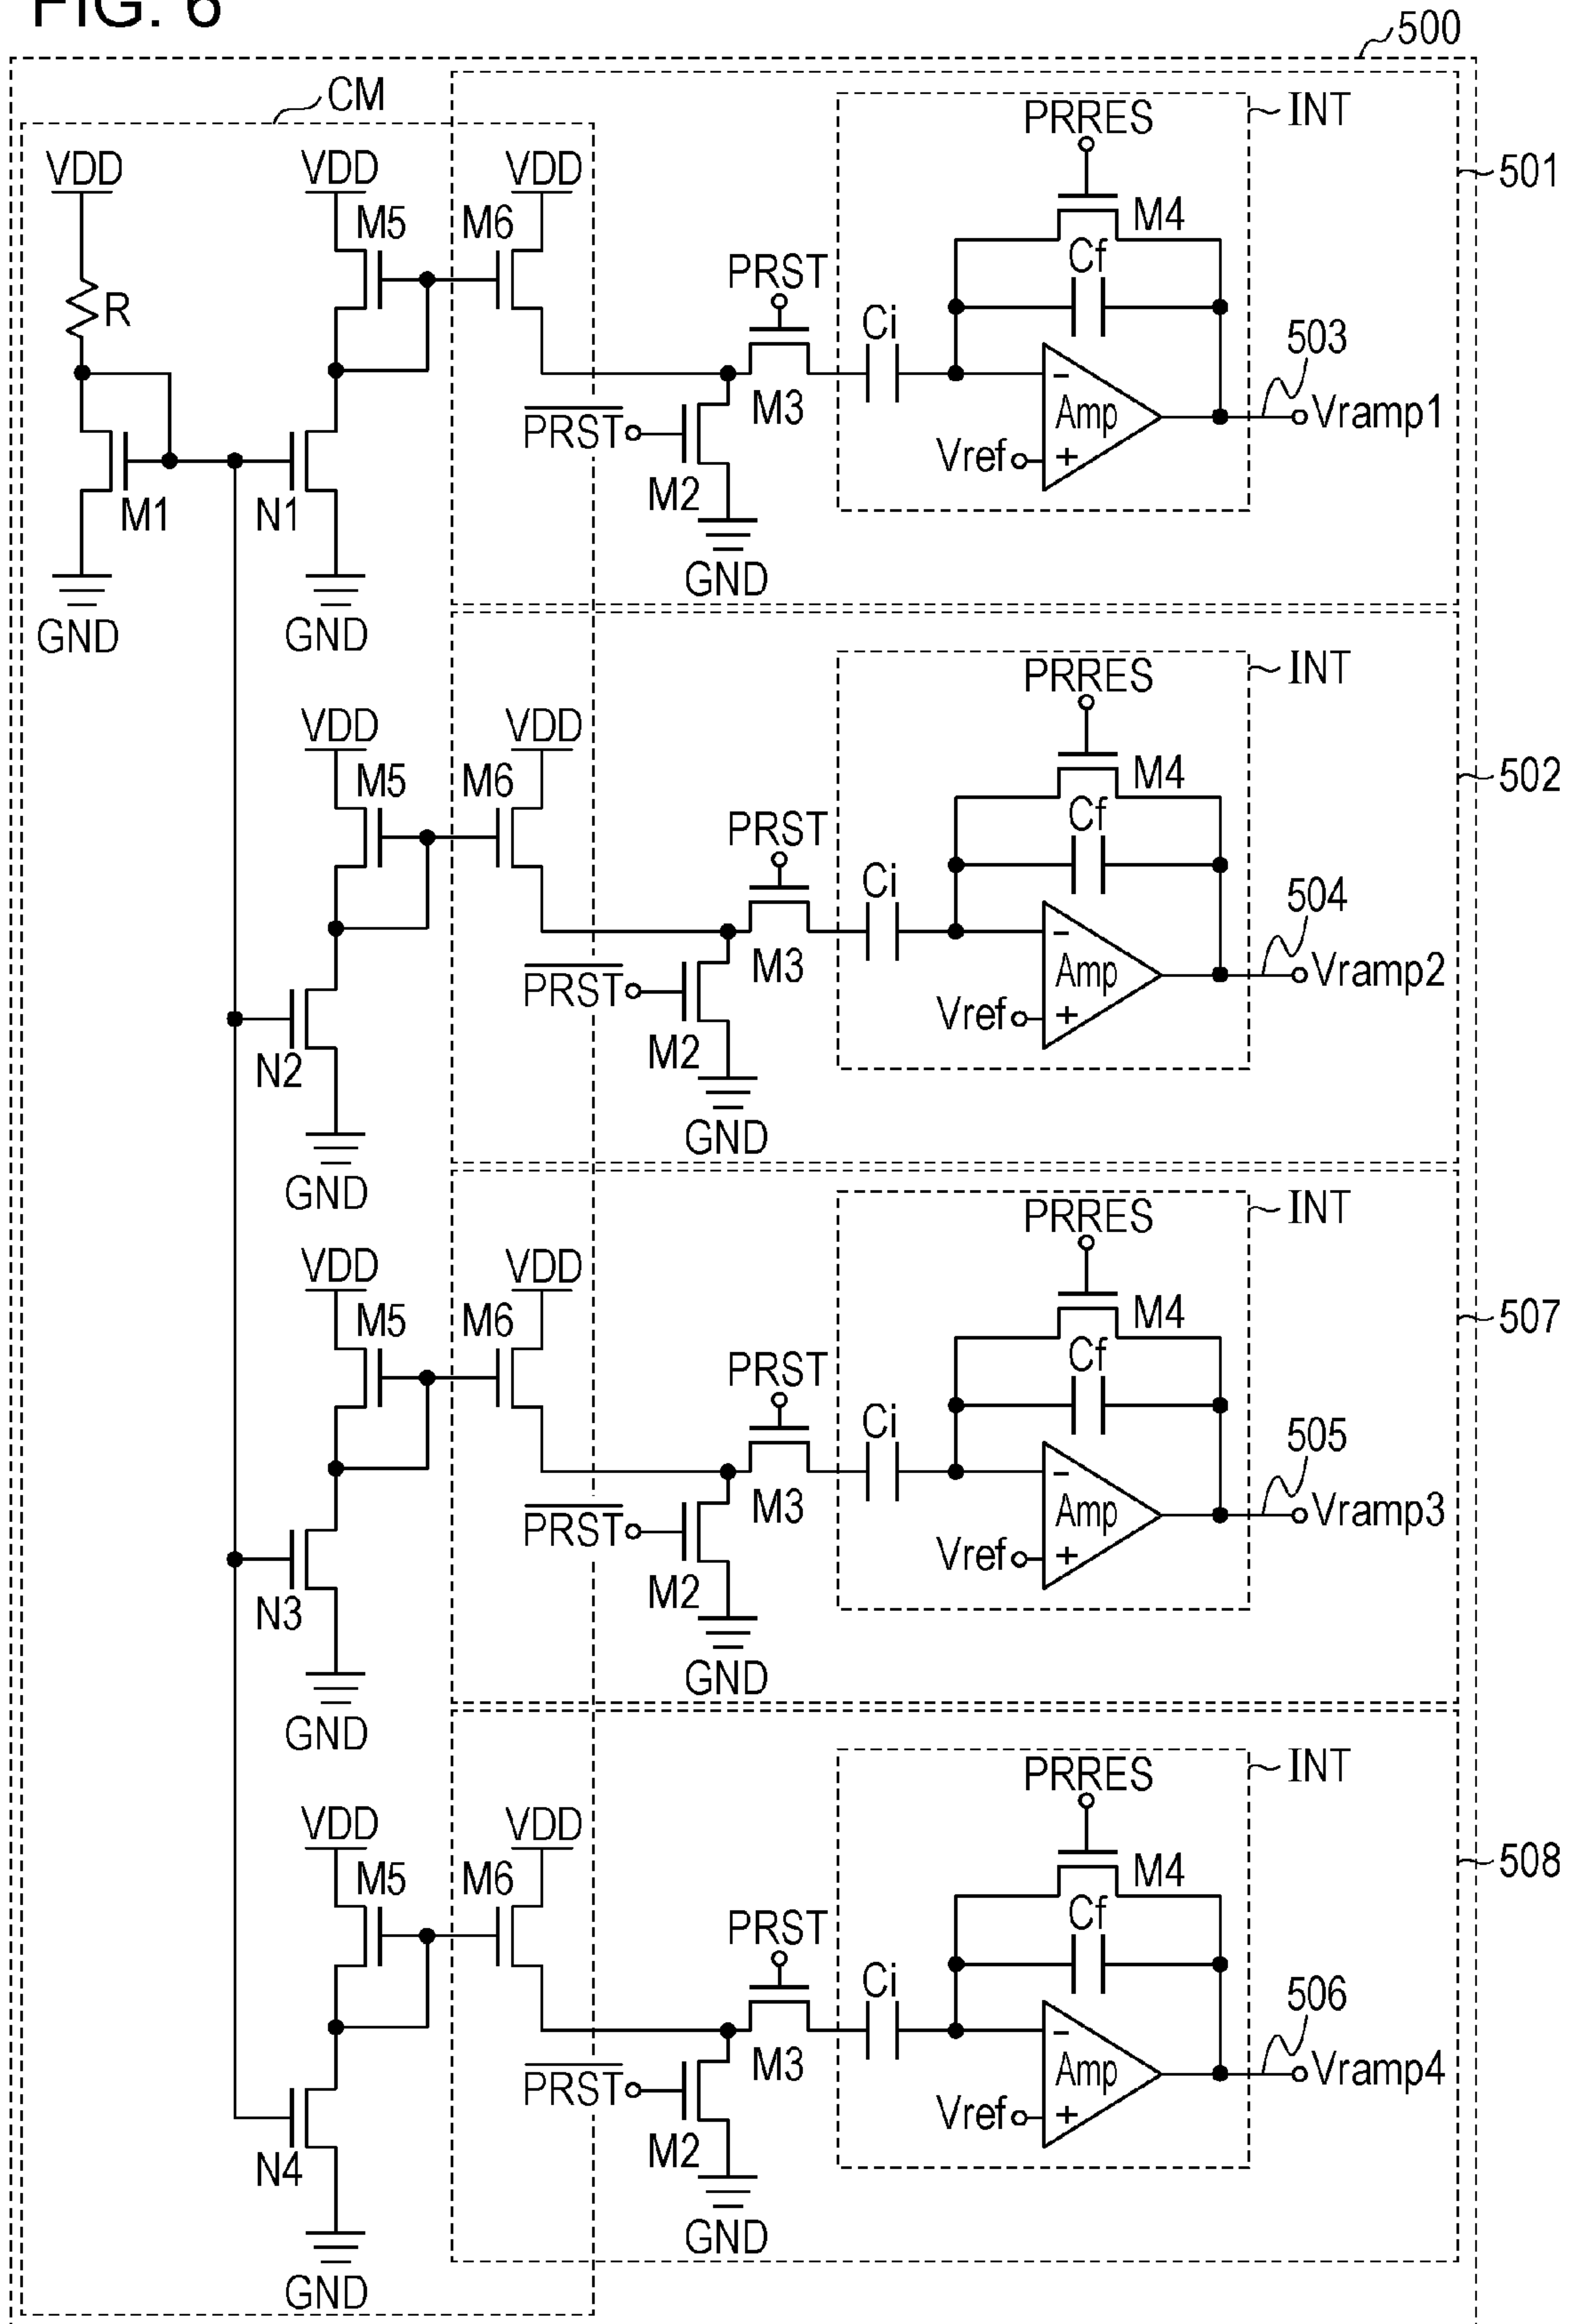 FIG. 6
500
CM
INT
PRRES
501
VDD
VDD
VDD
M5
M6
M4
PRST
Cf
R
Ci
503
M3
Amp
-
+
PRST
Vramp1
Vref
M1
N1
M2
GND
GND
GND
INT
PRRES
502
VDD
VDD
M5
M6
M4
PRST
Cf
Ci
504
M3
Amp
-
+
PRST
Vramp2
Vref
N2
M2
GND
GND
INT
PRRES
507
VDD
VDD
M5
M6
M4
PRST
Cf
Ci
505
M3
Amp
-
+
PRST
Vramp3
Vref
N3
M2
GND
GND
INT
PRRES
508
VDD
VDD
M5
M6
M4
PRST
Cf
Ci
506
M3
Amp
-
+
PRST
Vramp4
Vref
N4
M2
GND
GND